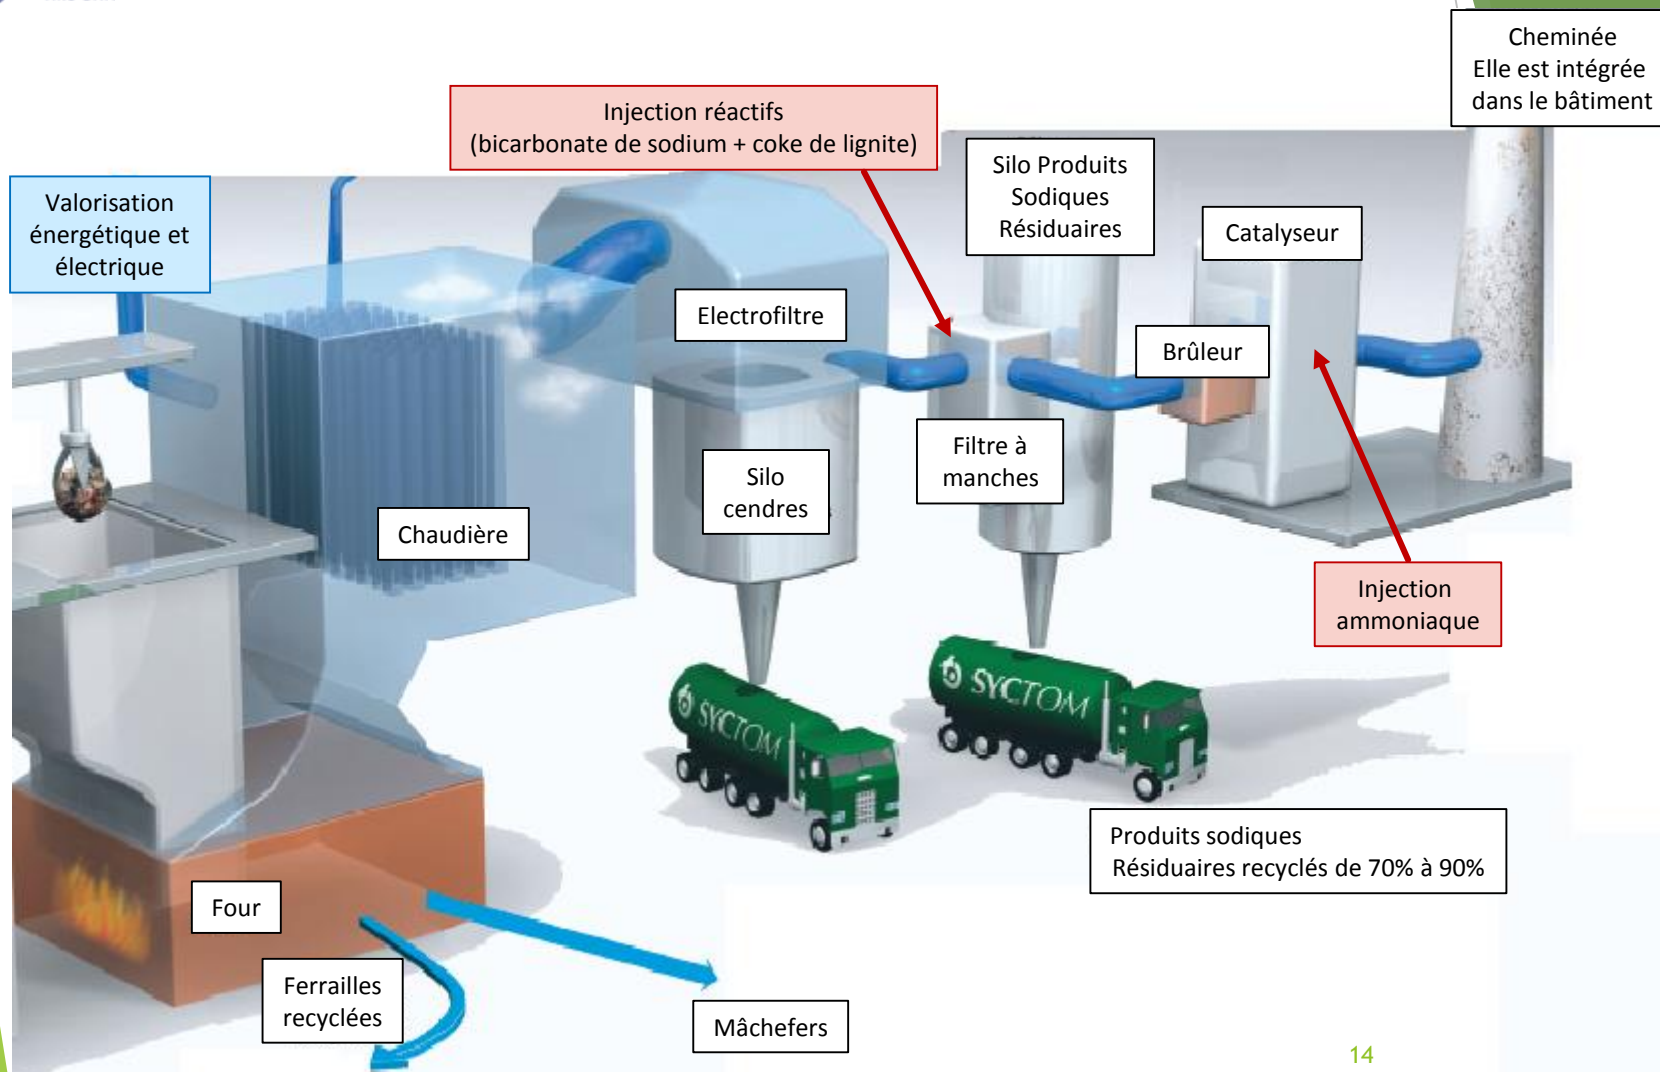 Cheminée
Elle est intégrée
dans le bâtiment
Injection réactifs
(bicarbonate de sodium + coke de lignite)
Silo Produits
Sodiques
Résiduaires
Valorisation
énergétique et
électrique
Catalyseur
Electrofiltre
Brûleur
Filtre à
manches
Silo
cendres
Chaudière
Injection
ammoniaque
SYCTOM
SYCTOM
Produits sodiques
Résiduaires recyclés de 70% à 90%
Four
Ferrailles
recyclées
Mâchefers
14